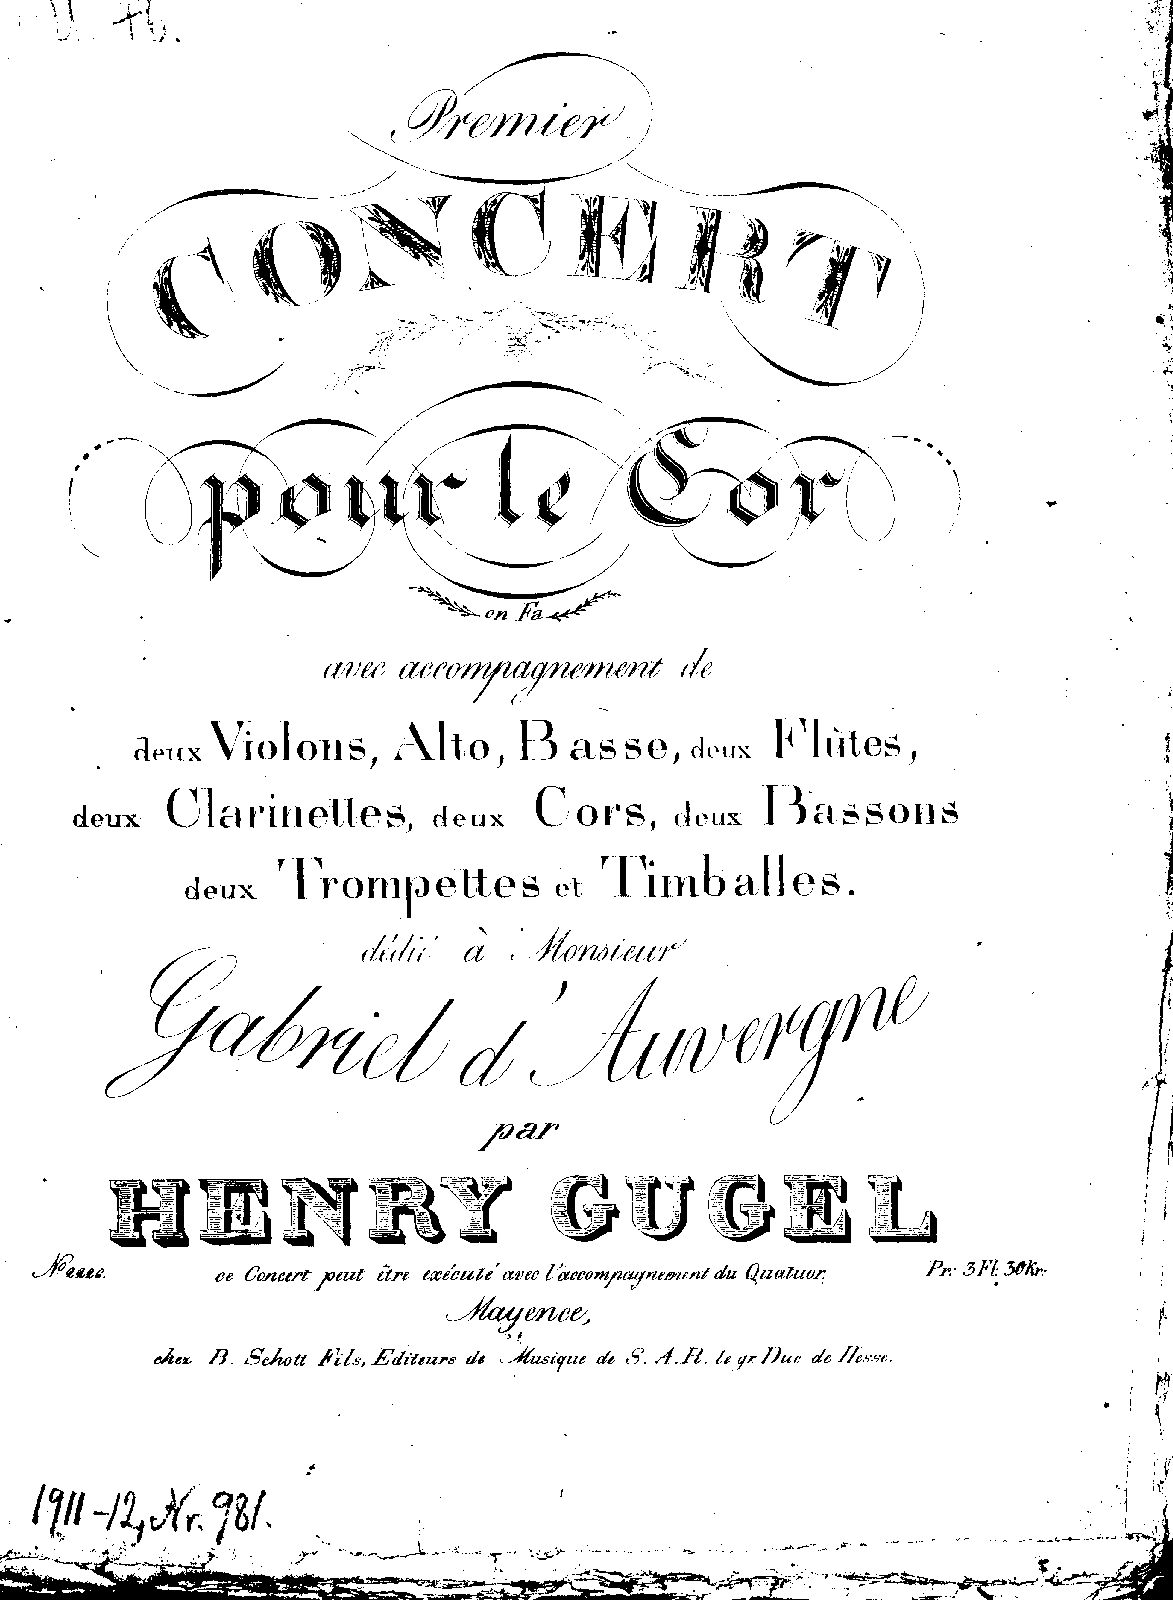 Premier
CONCERT
pour le Cor
en Fa
avec accompagnement de
deux Violons, Alto, Basse, deux Flûtes,
deux Clarinettes, deux Cors, deux Bassons
deux Trompettes et Timballes.
dédié à Monsieur
Gabriel d'Auvergne
par
HENRY GUGEL
No 2222. Pr: 3 Fl. 30 Kr:
ce Concert peut être exécuté avec l'accompagnement du Quatuor.
Mayence,
chez B. Schott Fils, Editeurs de Musique de S. A. R. le gr. Duc de Hesse.
1911-12, Nr. 981.